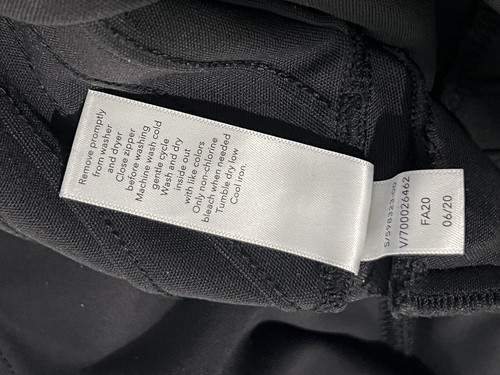 Remove promptly
from washer
and dryer
Close zipper
before washing
Machine wash cold
gentle cycle
Wash and dry
inside out
with like colors
Only non-chlorine
bleach when needed
Tumble dry low
Cool iron.
V/700026462
FA20
06/20